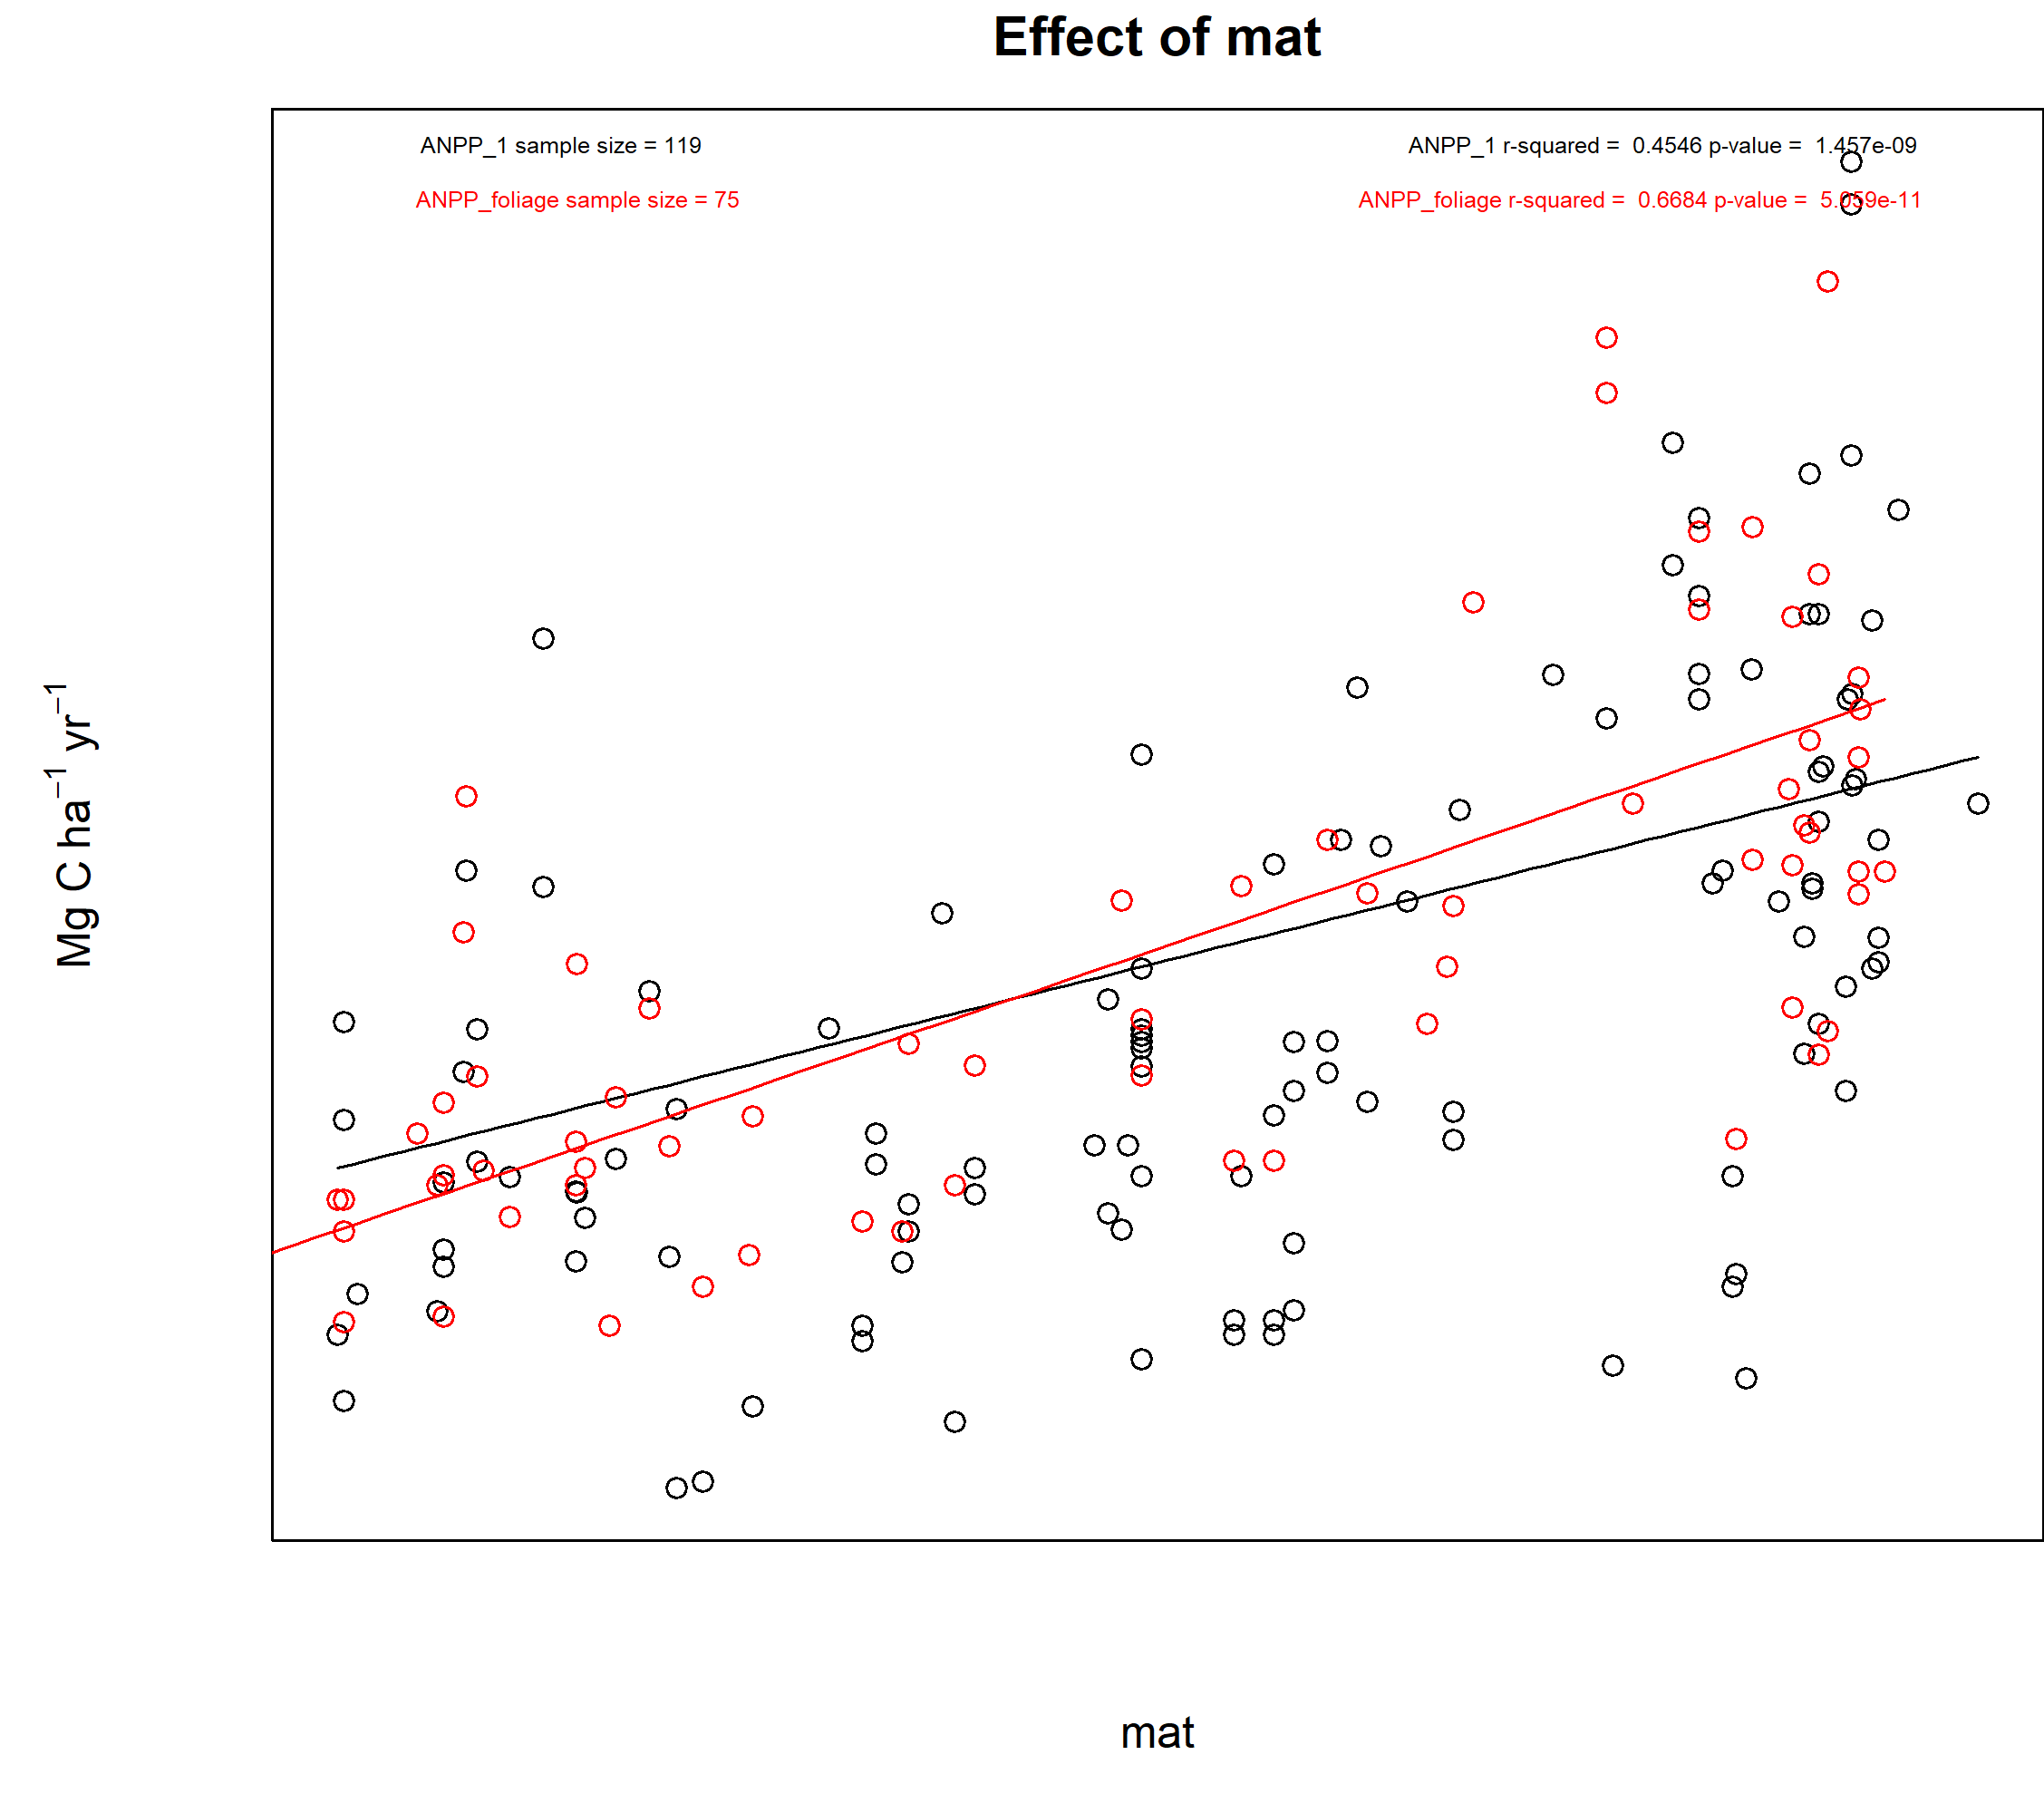 Effect of mat
ANPP_1 sample size = 119
ANPP_1 r-squared = 0.4546 p-value = 1.457e-09
ANPP_foliage sample size = 75
ANPP_foliage r-squared = 0.6684 p-value = 5.059e-11
Mg C ha⁻¹ yr⁻¹
mat